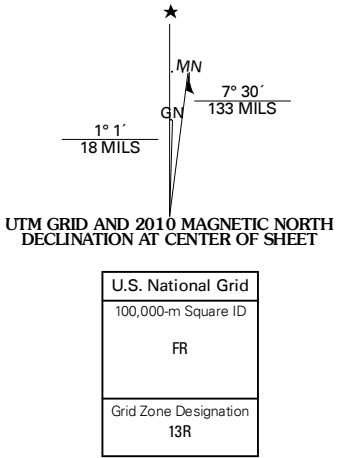 MN
7° 30´
133 MILS
GN
1° 1´
18 MILS
UTM GRID AND 2010 MAGNETIC NORTH
DECLINATION AT CENTER OF SHEET
U.S. National Grid
100,000-m Square ID
FR
Grid Zone Designation
13R